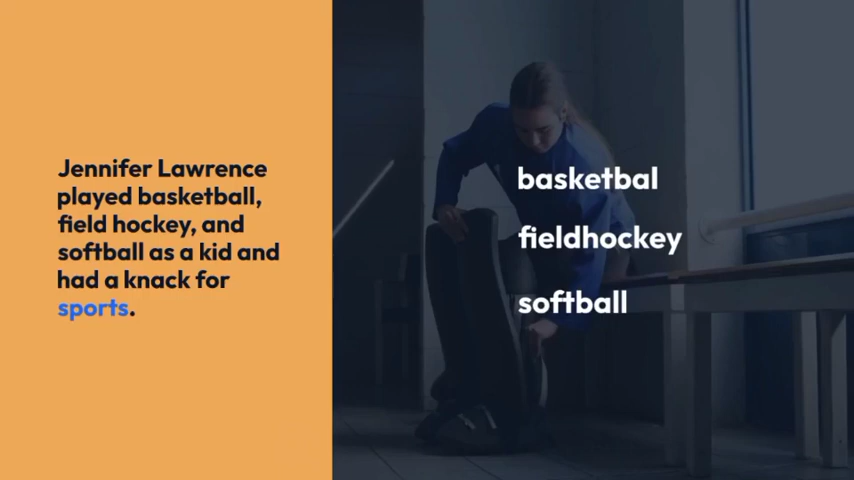 Jennifer Lawrence
played basketball,
field hockey, and
softball as a kid and
had a knack for
sports.
basketbal
fieldhockey
softball